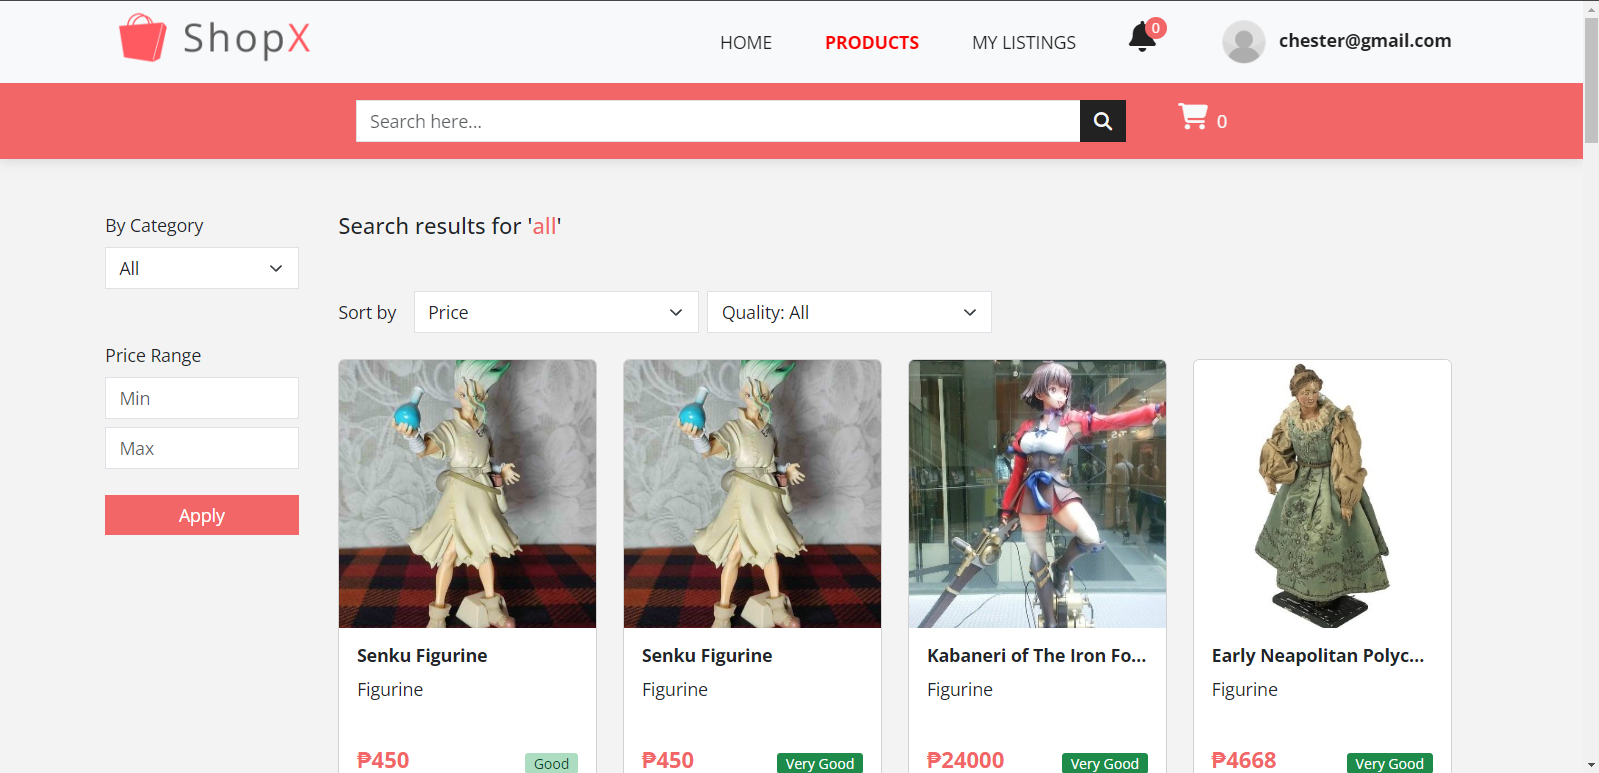 ShopX
HOME
PRODUCTS
MY LISTINGS
0
chester@gmail.com
Search here...
0
By Category
All
Price Range
Min
Max
Apply
Search results for 'all'
Sort by
Price
Quality: All
Senku Figurine
Figurine
₱450
Good
Senku Figurine
Figurine
₱450
Very Good
Kabaneri of The Iron Fo...
Figurine
₱24000
Very Good
Early Neapolitan Polyc...
Figurine
₱4668
Very Good